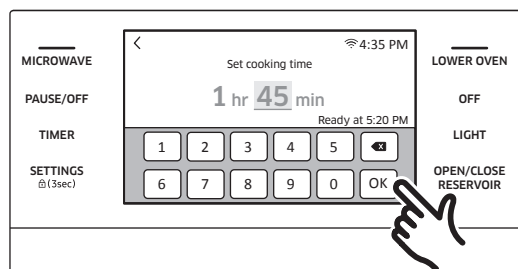 MICROWAVE
PAUSE/OFF
TIMER
SETTINGS
(3sec)
< 4:35 PM
Set cooking time
1 hr 45 min
Ready at 5:20 PM
1 2 3 4 5
6 7 8 9 0 OK
LOWER OVEN
OFF
LIGHT
OPEN/CLOSE
RESERVOIR